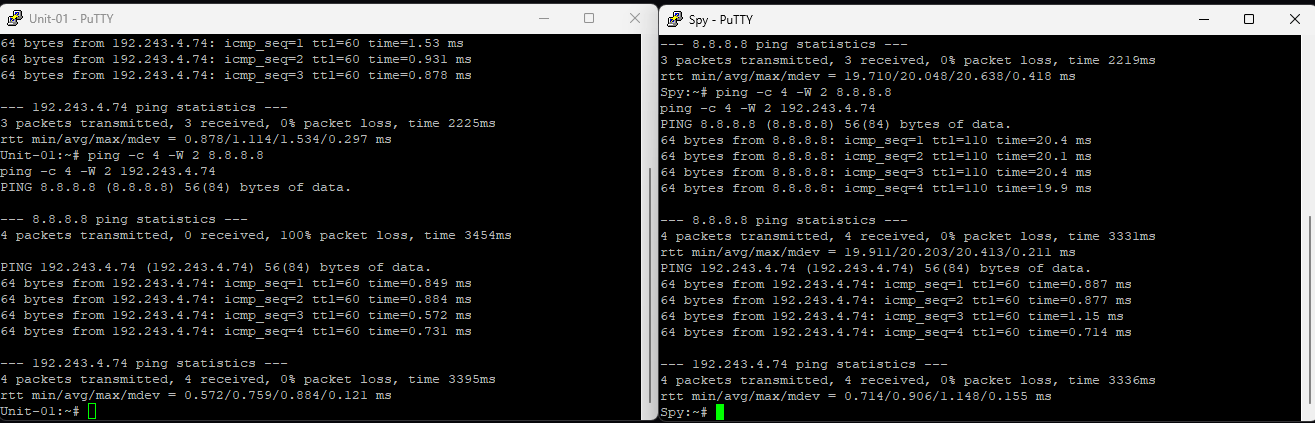 Unit-01 - PuTTY
64 bytes from 192.243.4.74: icmp_seq=1 ttl=60 time=1.53 ms
64 bytes from 192.243.4.74: icmp_seq=2 ttl=60 time=0.931 ms
64 bytes from 192.243.4.74: icmp_seq=3 ttl=60 time=0.878 ms
--- 192.243.4.74 ping statistics ---
3 packets transmitted, 3 received, 0% packet loss, time 2225ms
rtt min/avg/max/mdev = 0.878/1.114/1.534/0.297 ms
Unit-01:~# ping -c 4 -W 2 8.8.8.8
ping -c 4 -W 2 192.243.4.74
PING 8.8.8.8 (8.8.8.8) 56(84) bytes of data.
--- 8.8.8.8 ping statistics ---
4 packets transmitted, 0 received, 100% packet loss, time 3454ms
PING 192.243.4.74 (192.243.4.74) 56(84) bytes of data.
64 bytes from 192.243.4.74: icmp_seq=1 ttl=60 time=0.849 ms
64 bytes from 192.243.4.74: icmp_seq=2 ttl=60 time=0.884 ms
64 bytes from 192.243.4.74: icmp_seq=3 ttl=60 time=0.572 ms
64 bytes from 192.243.4.74: icmp_seq=4 ttl=60 time=0.731 ms
--- 192.243.4.74 ping statistics ---
4 packets transmitted, 4 received, 0% packet loss, time 3395ms
rtt min/avg/max/mdev = 0.572/0.759/0.884/0.121 ms
Unit-01:~#
Spy - PuTTY
--- 8.8.8.8 ping statistics ---
3 packets transmitted, 3 received, 0% packet loss, time 2219ms
rtt min/avg/max/mdev = 19.710/20.048/20.638/0.418 ms
Spy:~# ping -c 4 -W 2 8.8.8.8
ping -c 4 -W 2 192.243.4.74
PING 8.8.8.8 (8.8.8.8) 56(84) bytes of data.
64 bytes from 8.8.8.8: icmp_seq=1 ttl=110 time=20.4 ms
64 bytes from 8.8.8.8: icmp_seq=2 ttl=110 time=20.1 ms
64 bytes from 8.8.8.8: icmp_seq=3 ttl=110 time=20.4 ms
64 bytes from 8.8.8.8: icmp_seq=4 ttl=110 time=19.9 ms
--- 8.8.8.8 ping statistics ---
4 packets transmitted, 4 received, 0% packet loss, time 3331ms
rtt min/avg/max/mdev = 19.911/20.203/20.413/0.211 ms
PING 192.243.4.74 (192.243.4.74) 56(84) bytes of data.
64 bytes from 192.243.4.74: icmp_seq=1 ttl=60 time=0.887 ms
64 bytes from 192.243.4.74: icmp_seq=2 ttl=60 time=0.877 ms
64 bytes from 192.243.4.74: icmp_seq=3 ttl=60 time=1.15 ms
64 bytes from 192.243.4.74: icmp_seq=4 ttl=60 time=0.714 ms
--- 192.243.4.74 ping statistics ---
4 packets transmitted, 4 received, 0% packet loss, time 3336ms
rtt min/avg/max/mdev = 0.714/0.906/1.148/0.155 ms
Spy:~#